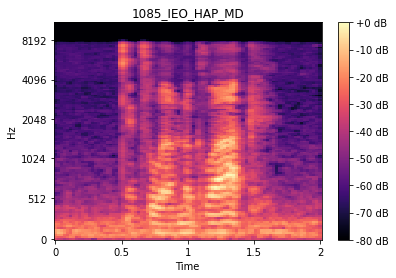 1085_IEO_HAP_MD
+0 dB
8192
-10 dB
4096
-20 dB
-30 dB
2048
Hz
-40 dB
1024
-50 dB
512
-60 dB
-70 dB
0
-80 dB
0
0.5
1
1.5
2
Time